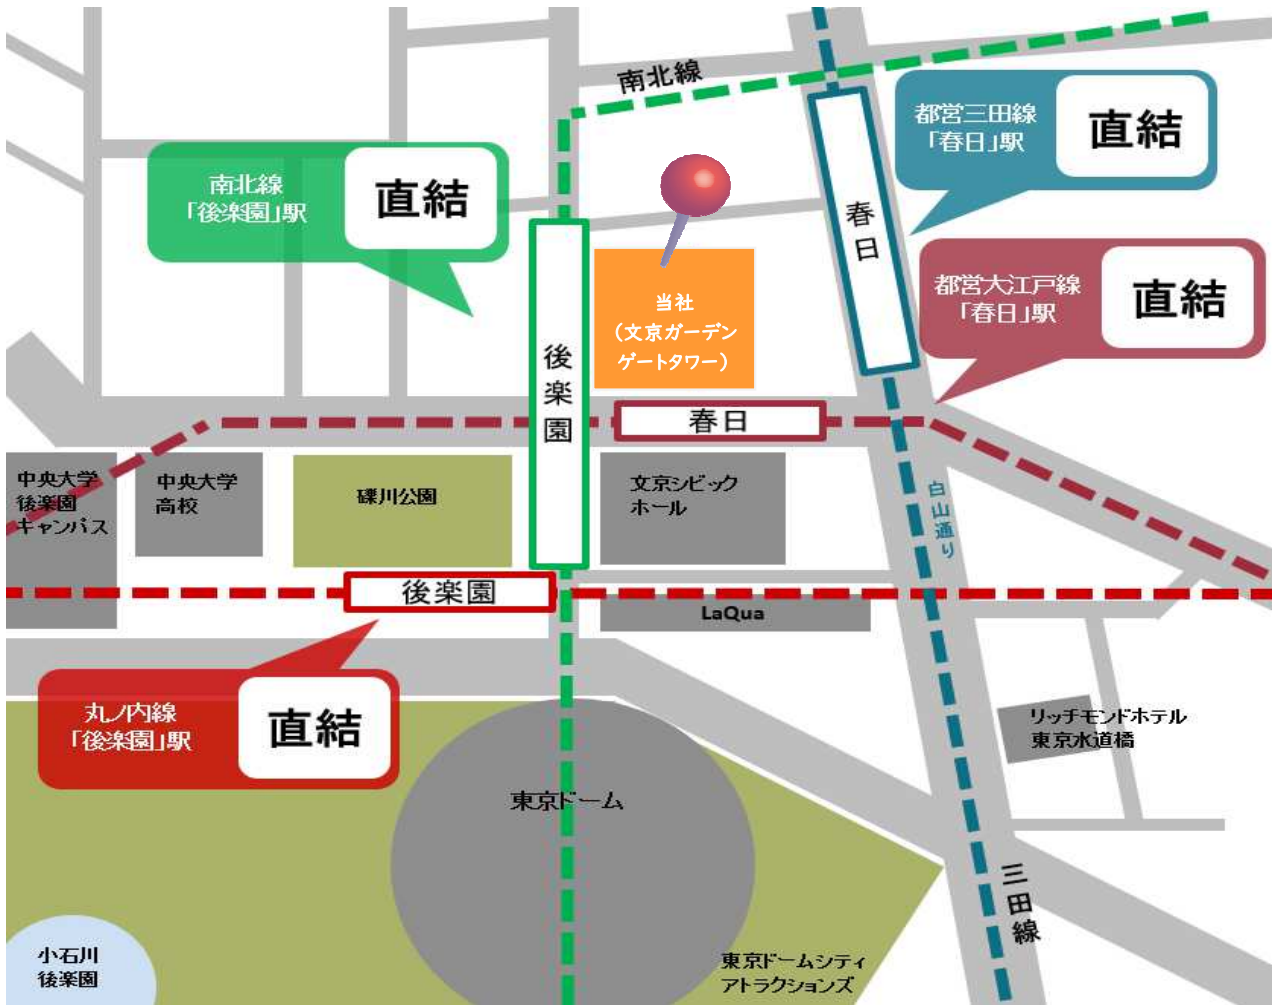 南北線
都営三田線
「春日」駅
直結
南北線
「後楽園」駅
直結
春日
都営大江戸線
「春日」駅
直結
当社
（文京ガーデン
ゲートタワー）
後楽園
春日
中央大学
後楽園
キャンパス
中央大学
高校
礫川公園
文京シビック
ホール
白山通り
後楽園
LaQua
丸ノ内線
「後楽園」駅
直結
リッチモンドホテル
東京水道橋
東京ドーム
三田線
小石川
後楽園
東京ドームシティ
アトラクションズ